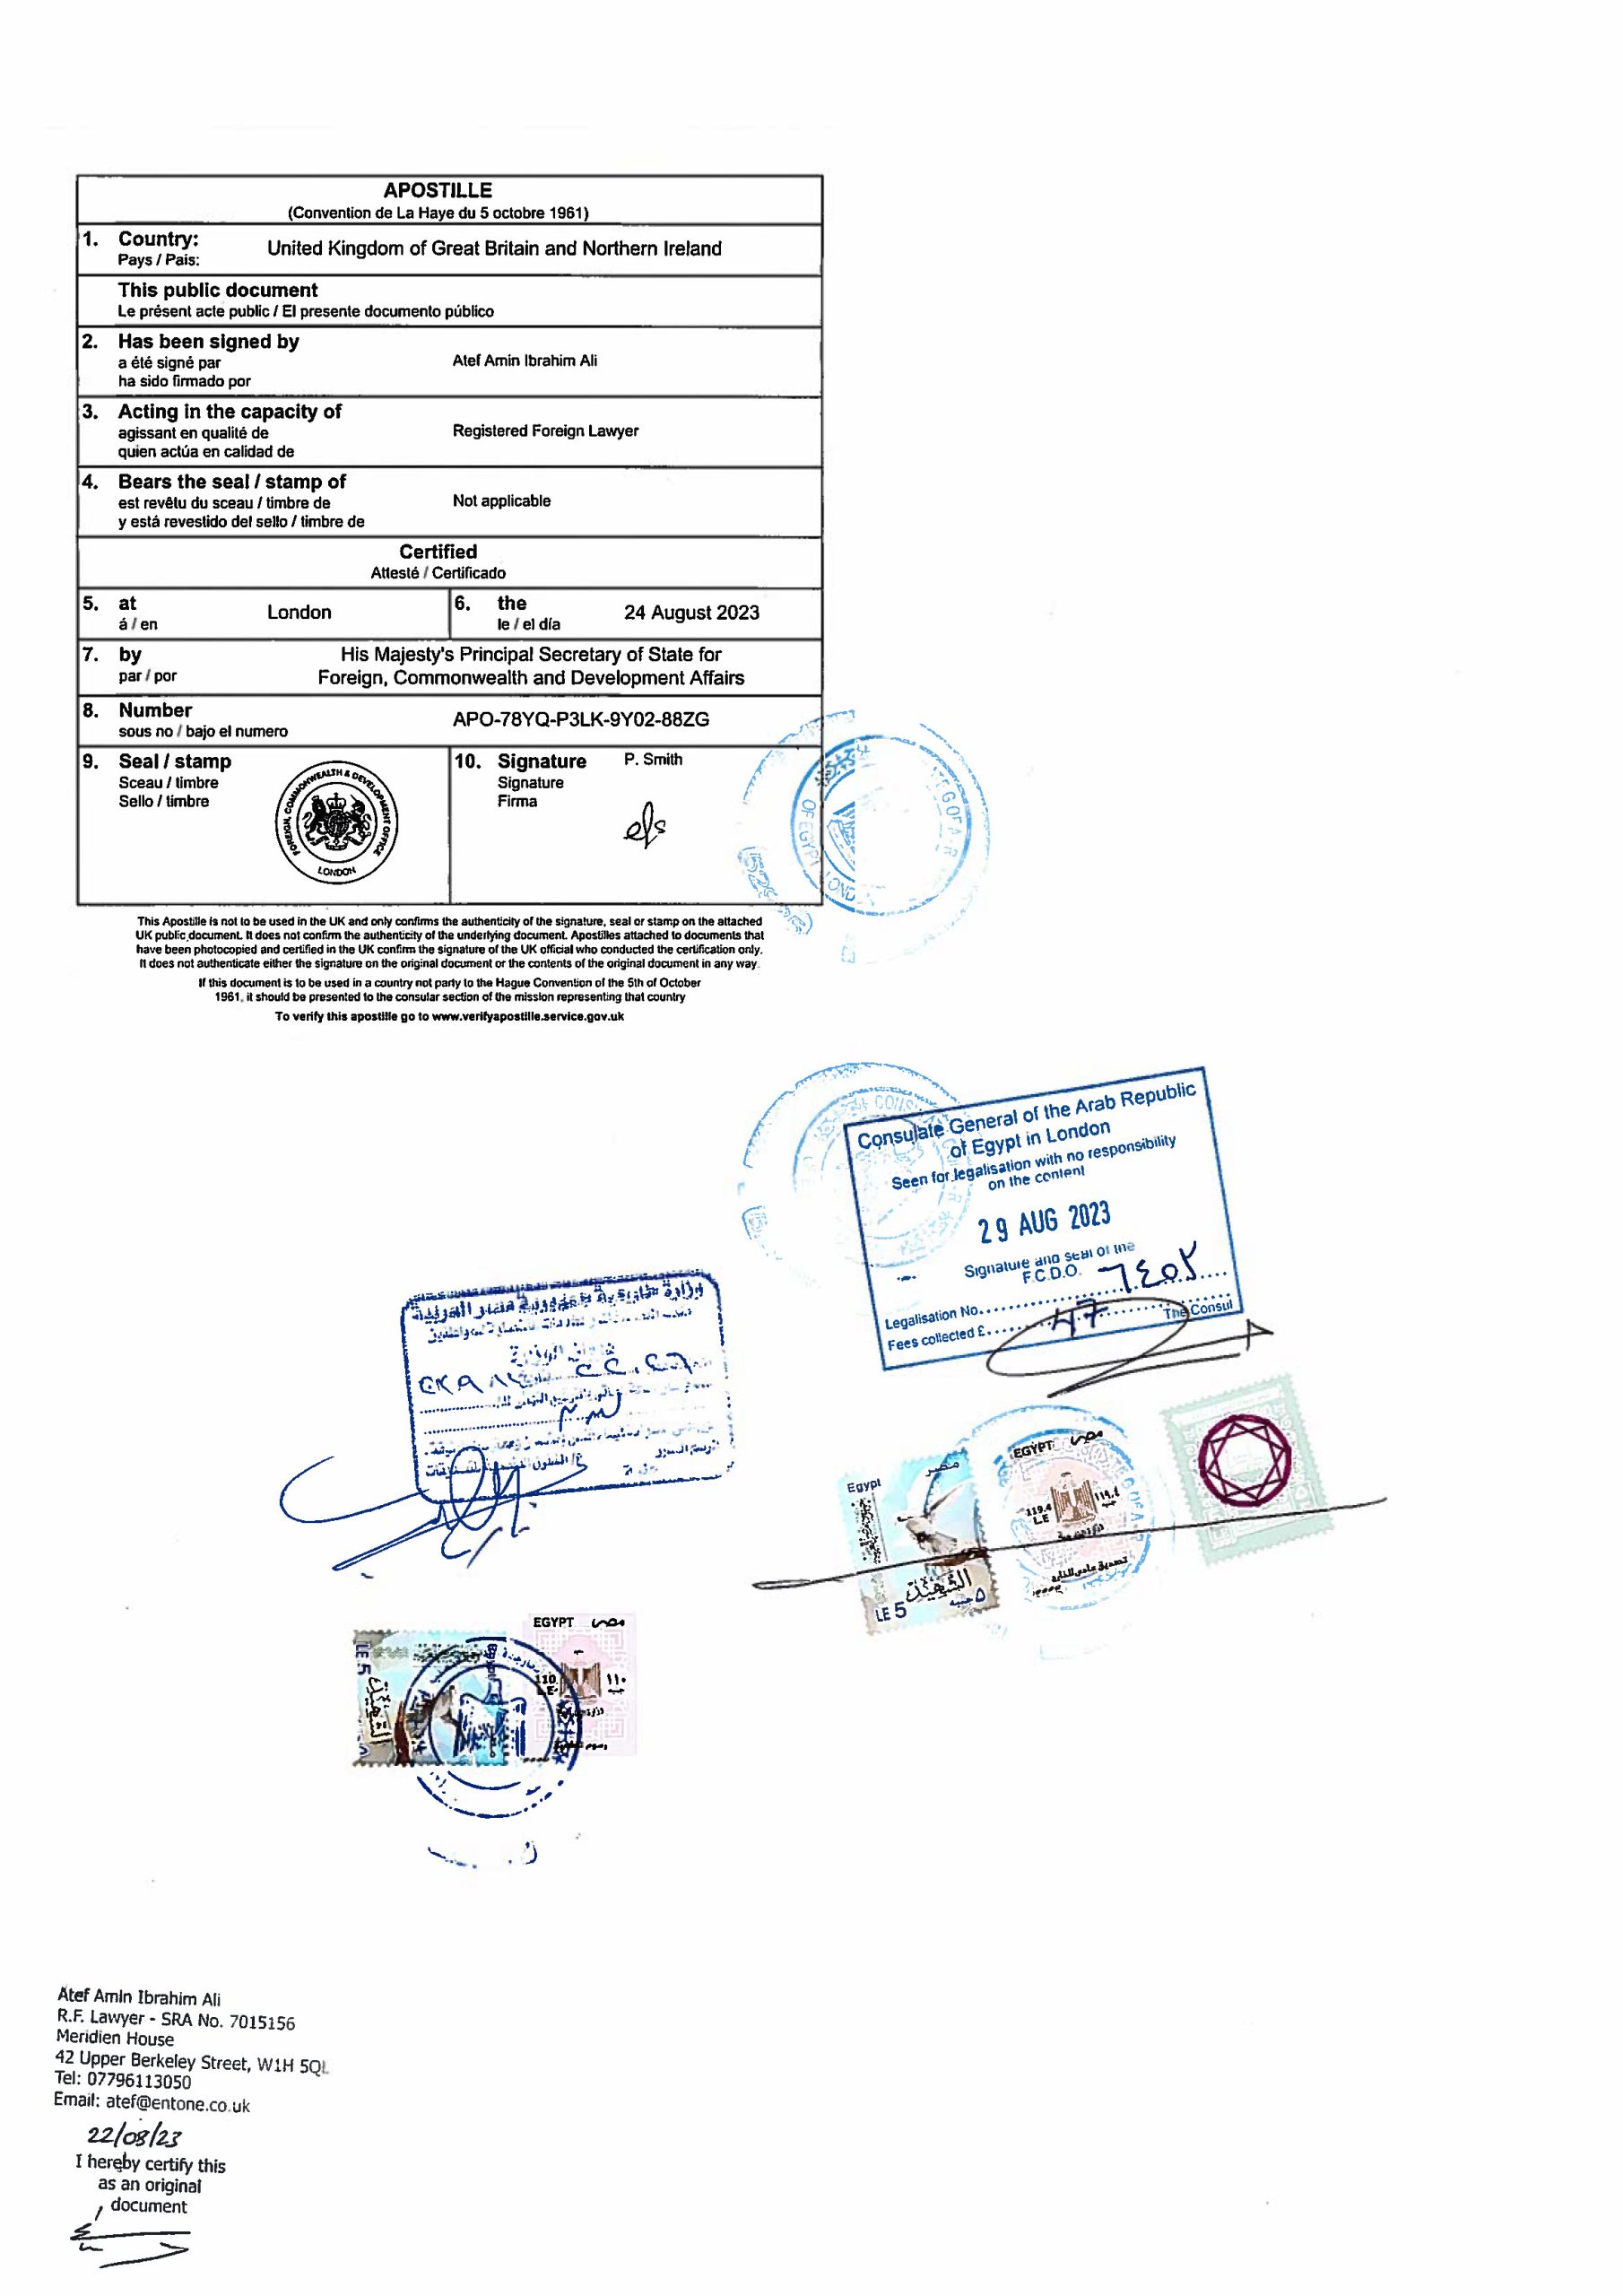 APOSTILLE
(Convention de La Haye du 5 octobre 1961)
1. Country: United Kingdom of Great Britain and Northern Ireland
Pays / Pais:
This public document
Le présent acte public / El presente documento público
2. Has been signed by
a été signé par
ha sido firmado por
Atef Amin Ibrahim Ali
3. Acting in the capacity of
agissant en qualité de
quien actúa en calidad de
Registered Foreign Lawyer
4. Bears the seal / stamp of
est revêtu du sceau / timbre de
y está revestido del sello / timbre de
Not applicable
Certified
Attesté / Certificado
5. at
á / en
London
6. the
le / el día
24 August 2023
7. by
par / por
His Majesty's Principal Secretary of State for
Foreign, Commonwealth and Development Affairs
8. Number
sous no / bajo el numero
APO-78YQ-P3LK-9Y02-88ZG
9. Seal / stamp
Sceau / timbre
Sello / timbre
FOREIGN, COMMONWEALTH & DEVELOPMENT OFFICE
LONDON
10. Signature
Signature
Firma
P. Smith
OF EGYPT LOND
This Apostille is not to be used in the UK and only confirms the authenticity of the signature, seal or stamp on the attached
UK public document. It does not confirm the authenticity of the underlying document. Apostilles attached to documents that
have been photocopied and certified in the UK confirm the signature of the UK official who conducted the certification only.
It does not authenticate either the signature on the original document or the contents of the original document in any way.
If this document is to be used in a country not party to the Hague Convention of the 5th of October
1961, it should be presented to the consular section of the mission representing that country
To verify this apostille go to www.verifyapostille.service.gov.uk
Consulate General of the Arab Republic
of Egypt in London
Seen for legalisation with no responsibility
on the content
29 AUG 2023
Signature and seal of the
F.C.D.O.
Legalisation No. ٦٤٥٢
Fees collected £ 47
The Consul
وزارة خارجية جمهورية مصر العربية
Egypt
مصر
LE 5
٥ جنيه
EGYPT مصر
119.4
LE
١١٩.٤
EGYPT مصر
110
LE
١١٠
LE 5
Egypt
Atef Amin Ibrahim Ali
R.F. Lawyer - SRA No. 7015156
Meridien House
42 Upper Berkeley Street, W1H 5QL
Tel: 07796113050
Email: atef@entone.co.uk
22/08/23
I hereby certify this
as an original
document